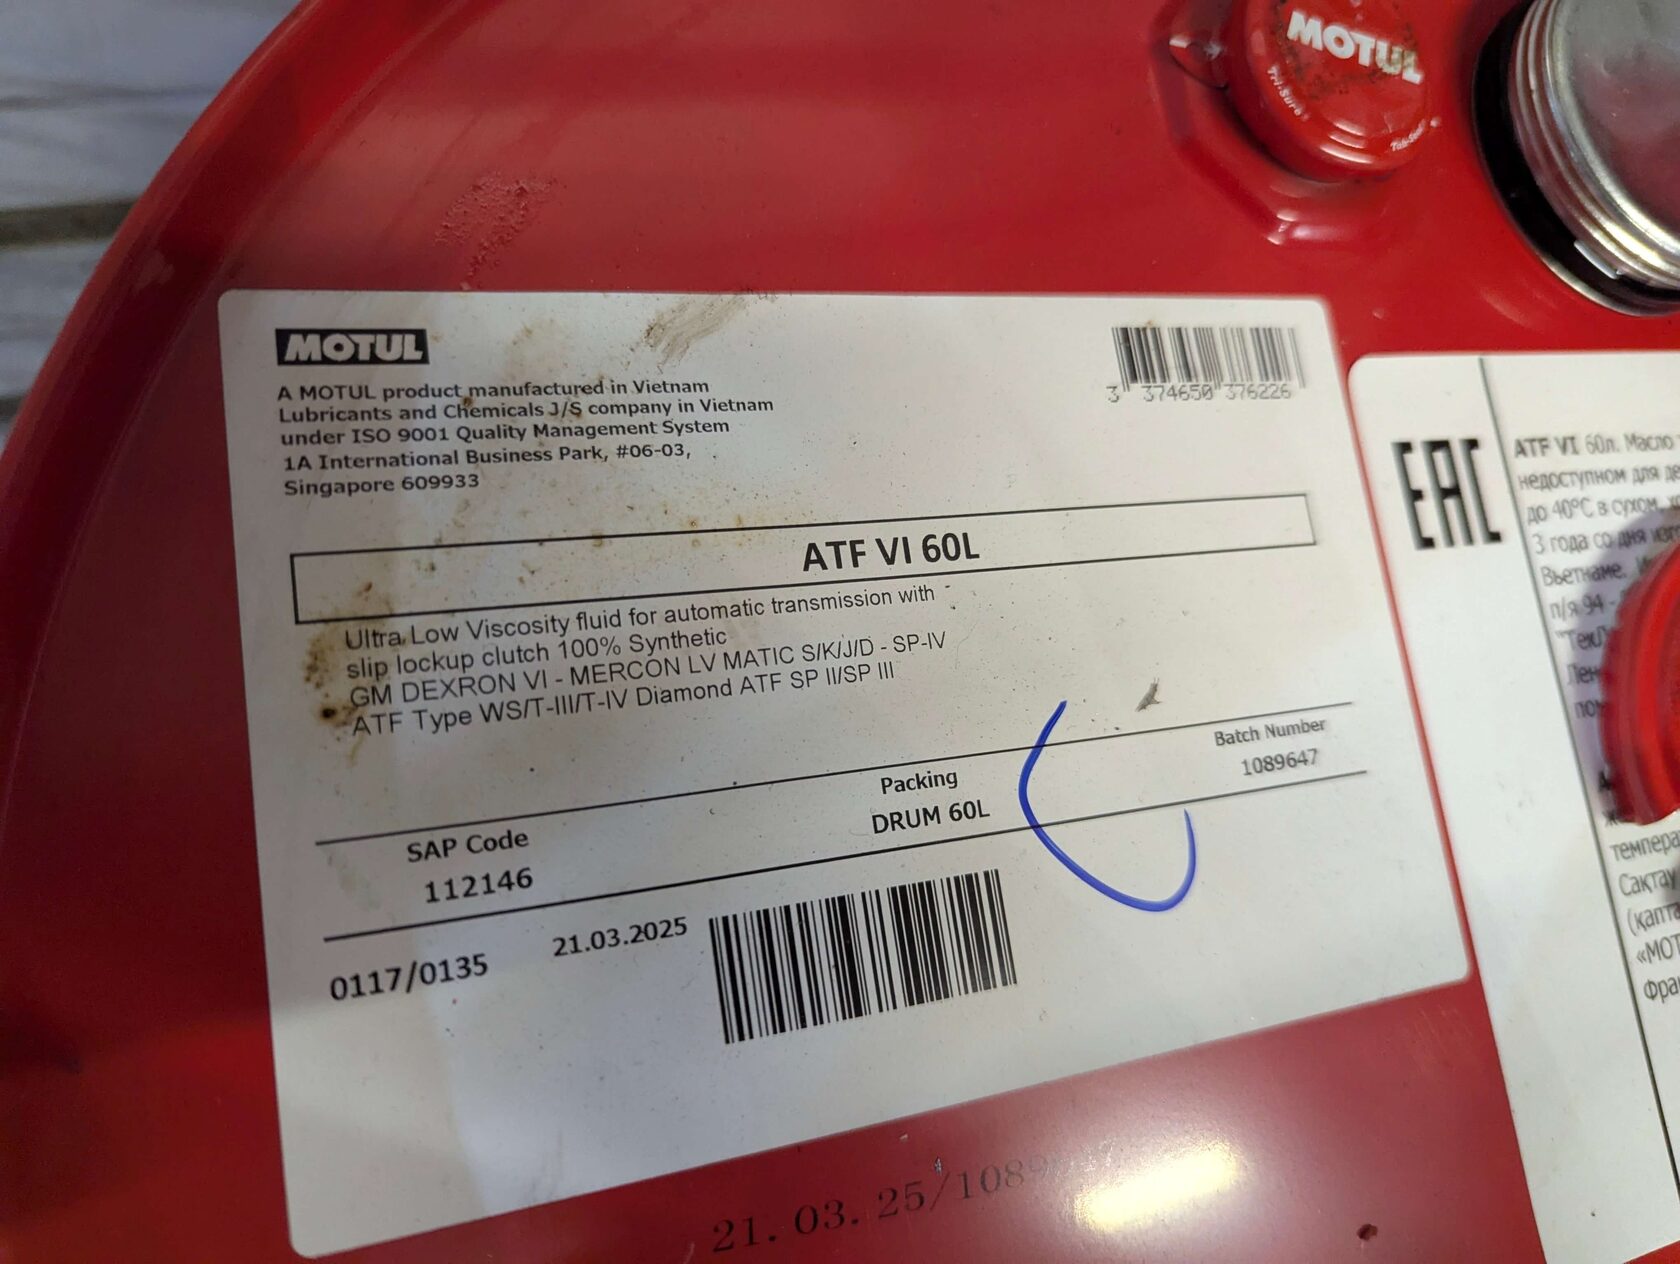 MOTUL
Tri-Sure
MOTUL
A MOTUL product manufactured in Vietnam
Lubricants and Chemicals J/S company in Vietnam
under ISO 9001 Quality Management System
1A International Business Park, #06-03,
Singapore 609933
3 374650 376226
ATF VI 60L
Ultra Low Viscosity fluid for automatic transmission with
slip lockup clutch 100% Synthetic
GM DEXRON VI - MERCON LV MATIC S/K/J/D - SP-IV
ATF Type WS/T-III/T-IV Diamond ATF SP II/SP III
SAP Code
Packing
Batch Number
112146
DRUM 60L
1089647
0117/0135
21.03.2025
21.03.25/1089
EAC
ATF VI 60л. Масло
недоступном для
до 40°C в сухом,
3 года со дня
Вьетнаме.
п/я 94 -
Сақтау